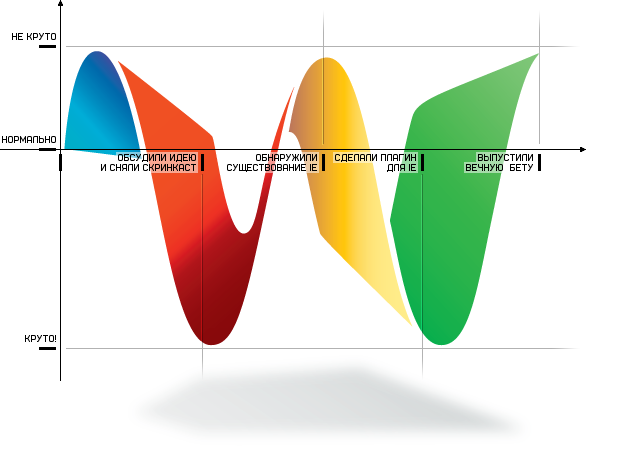 НЕ КРУТО
НОРМАЛЬНО
ОБСУДИЛИ ИДЕЮ
И СНЯЛИ СКРИНКАСТ
ОБНАРУЖИЛИ
СУЩЕСТВОВАНИЕ IE
СДЕЛАЛИ ПЛАГИН
ДЛЯ IE
ВЫПУСТИЛИ
ВЕЧНУЮ БЕТУ
КРУТО!